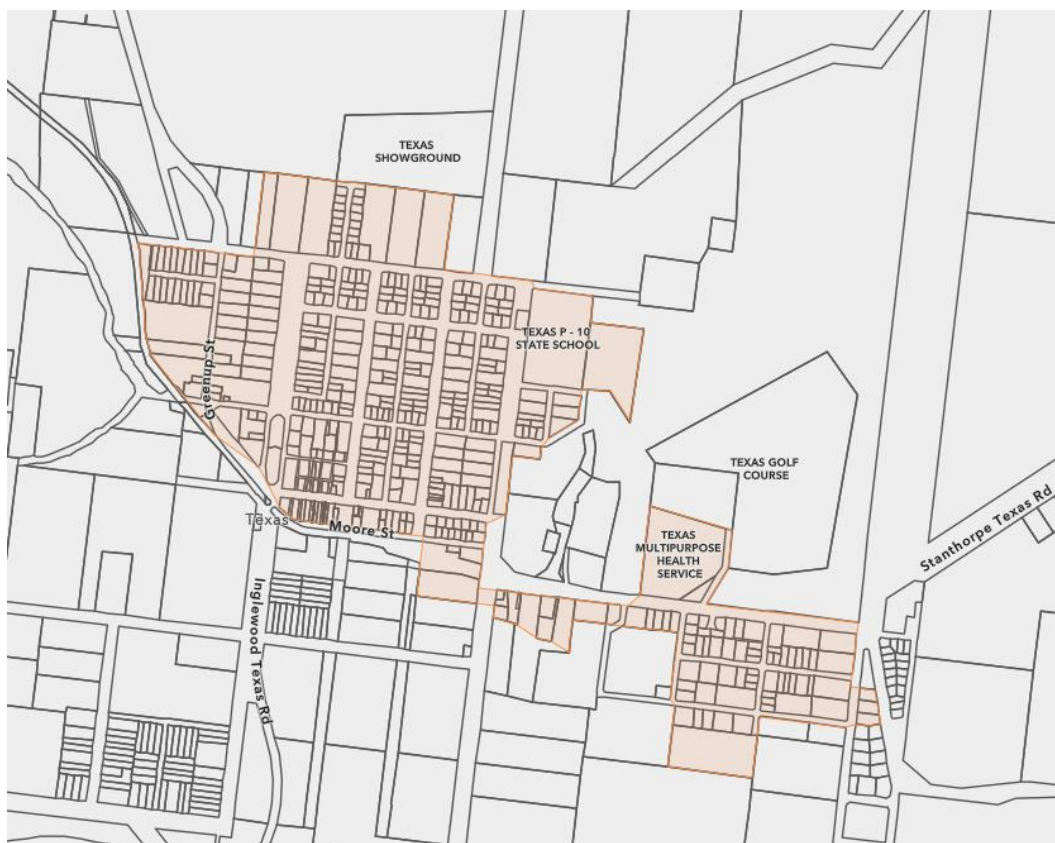 TEXAS
SHOWGROUND
TEXAS P - 10
STATE SCHOOL
Greenup St
TEXAS GOLF
COURSE
Stanthorpe Texas Rd
Texas
Moore St
TEXAS
MULTIPURPOSE
HEALTH
SERVICE
Inglewood Texas Rd